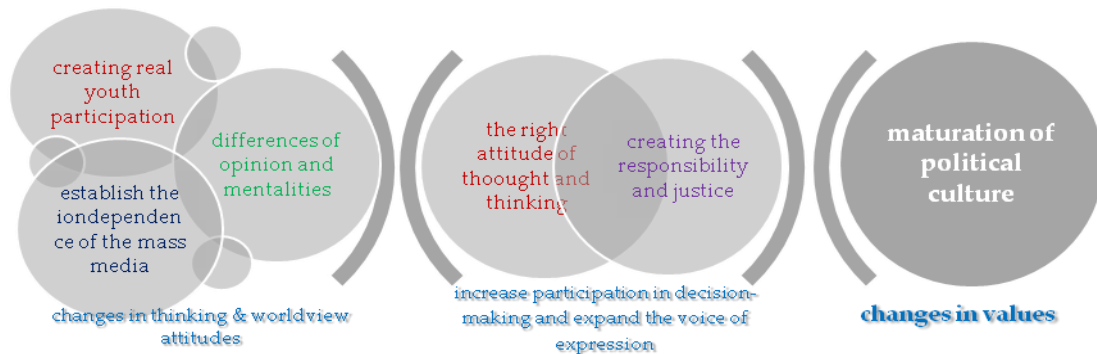 creating real
youth
participation
differences of
opinion and
mentalities
establish the
iondependen
ce of the mass
media
changes in thinking & worldview
attitudes
the right
attitude of
thoought and
thinking
creating the
responsibility
and justice
increase participation in decision-
making and expand the voice of
expression
maturation of
political
culture
changes in values